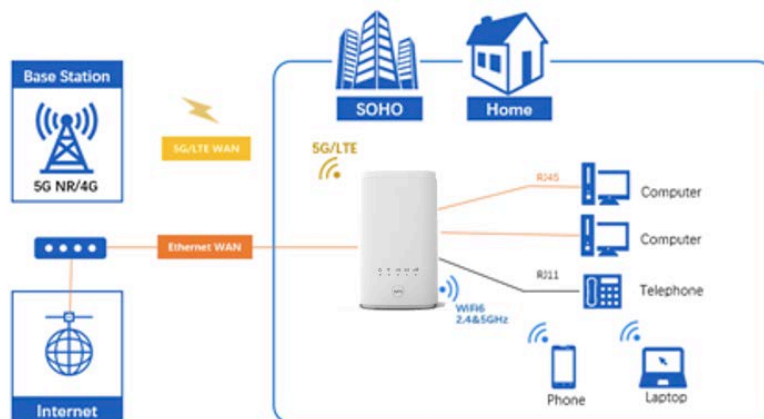 Base Station
5G NR/4G
5G/LTE WAN
SOHO
Home
5G/LTE
RJ45
Computer
Computer
Ethernet WAN
RJ11
Telephone
WiFi6
2.4&5GHz
Phone
Laptop
Internet